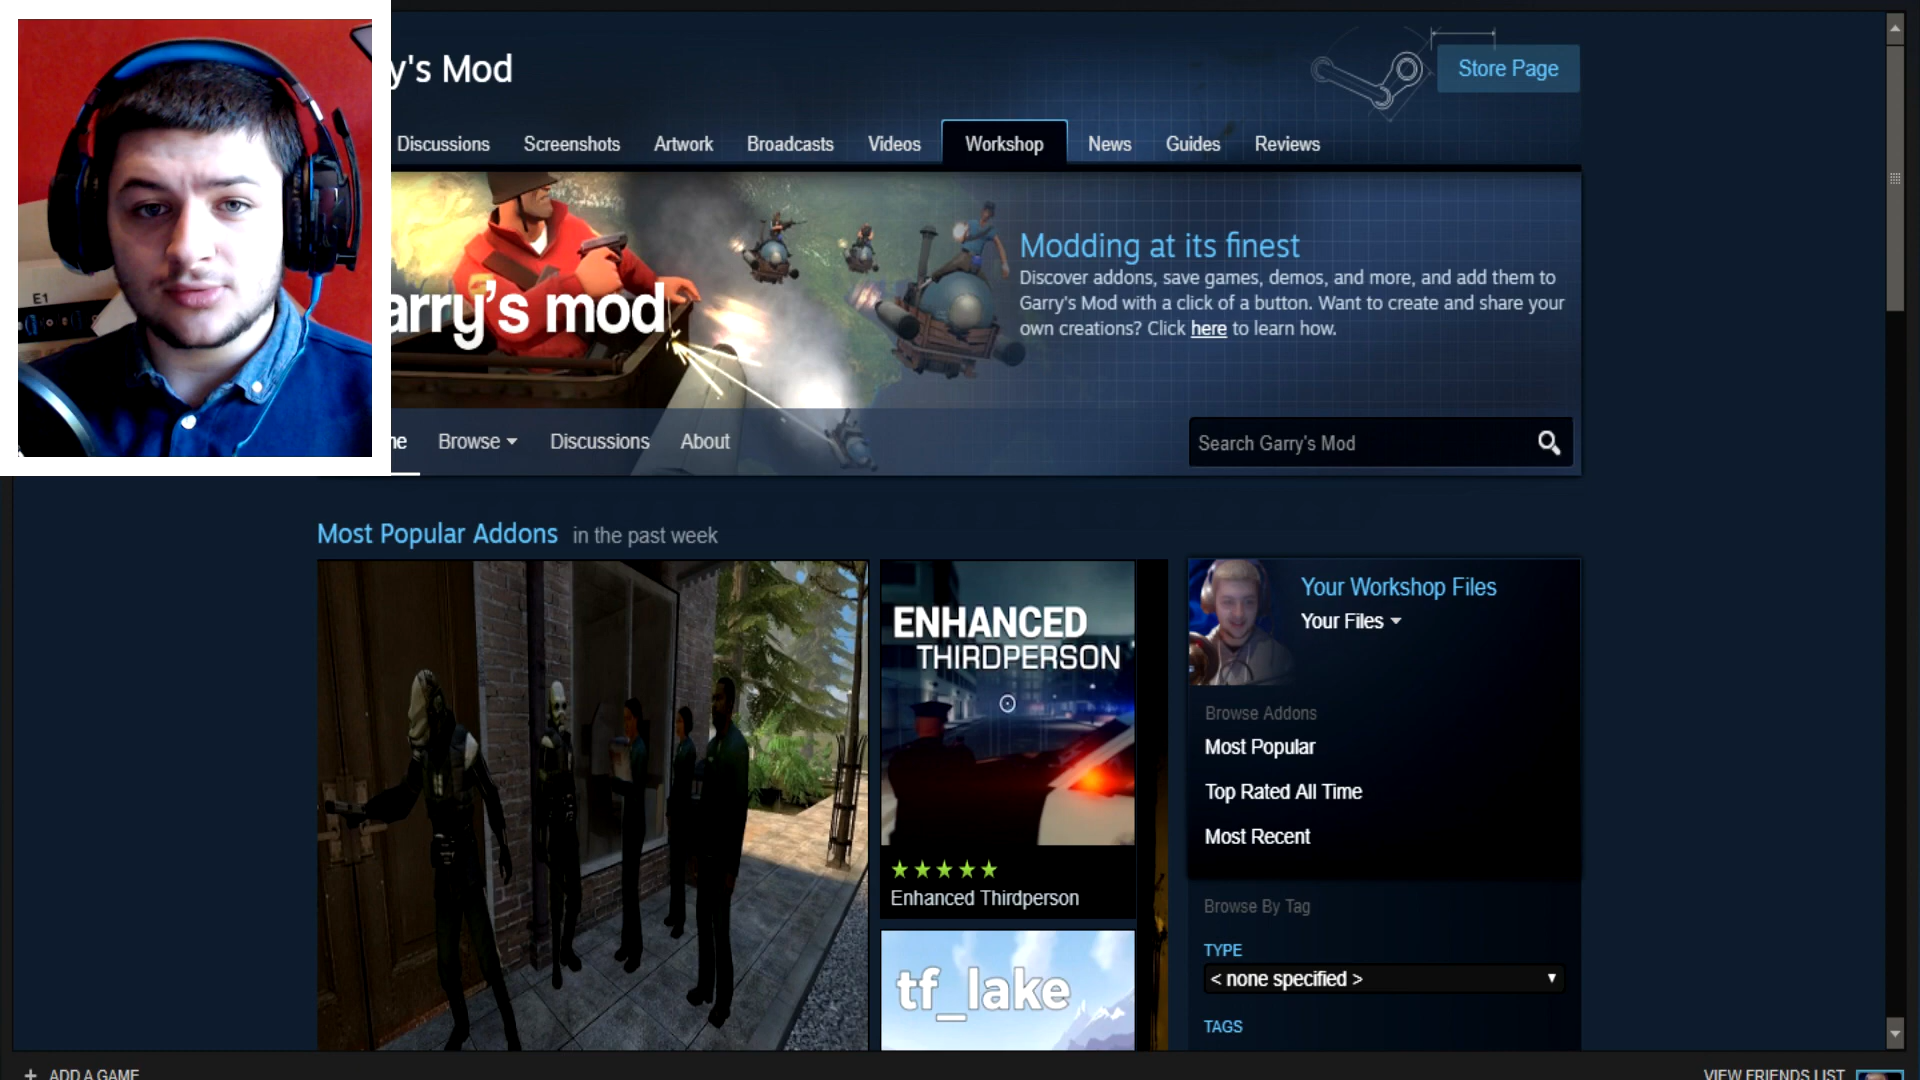 y's Mod
Store Page
Discussions Screenshots Artwork Broadcasts Videos Workshop News Guides Reviews
E1
arry's mod
Modding at its finest
Discover addons, save games, demos, and more, and add them to
Garry's Mod with a click of a button. Want to create and share your
own creations? Click here to learn how.
ne Browse Discussions About
Search Garry's Mod
Most Popular Addons in the past week
ENHANCED
THIRDPERSON
Enhanced Thirdperson
tf_lake
Your Workshop Files
Your Files
Browse Addons
Most Popular
Top Rated All Time
Most Recent
Browse By Tag
TYPE
< none specified >
TAGS
+ ADD A GAME
VIEW FRIENDS LIST